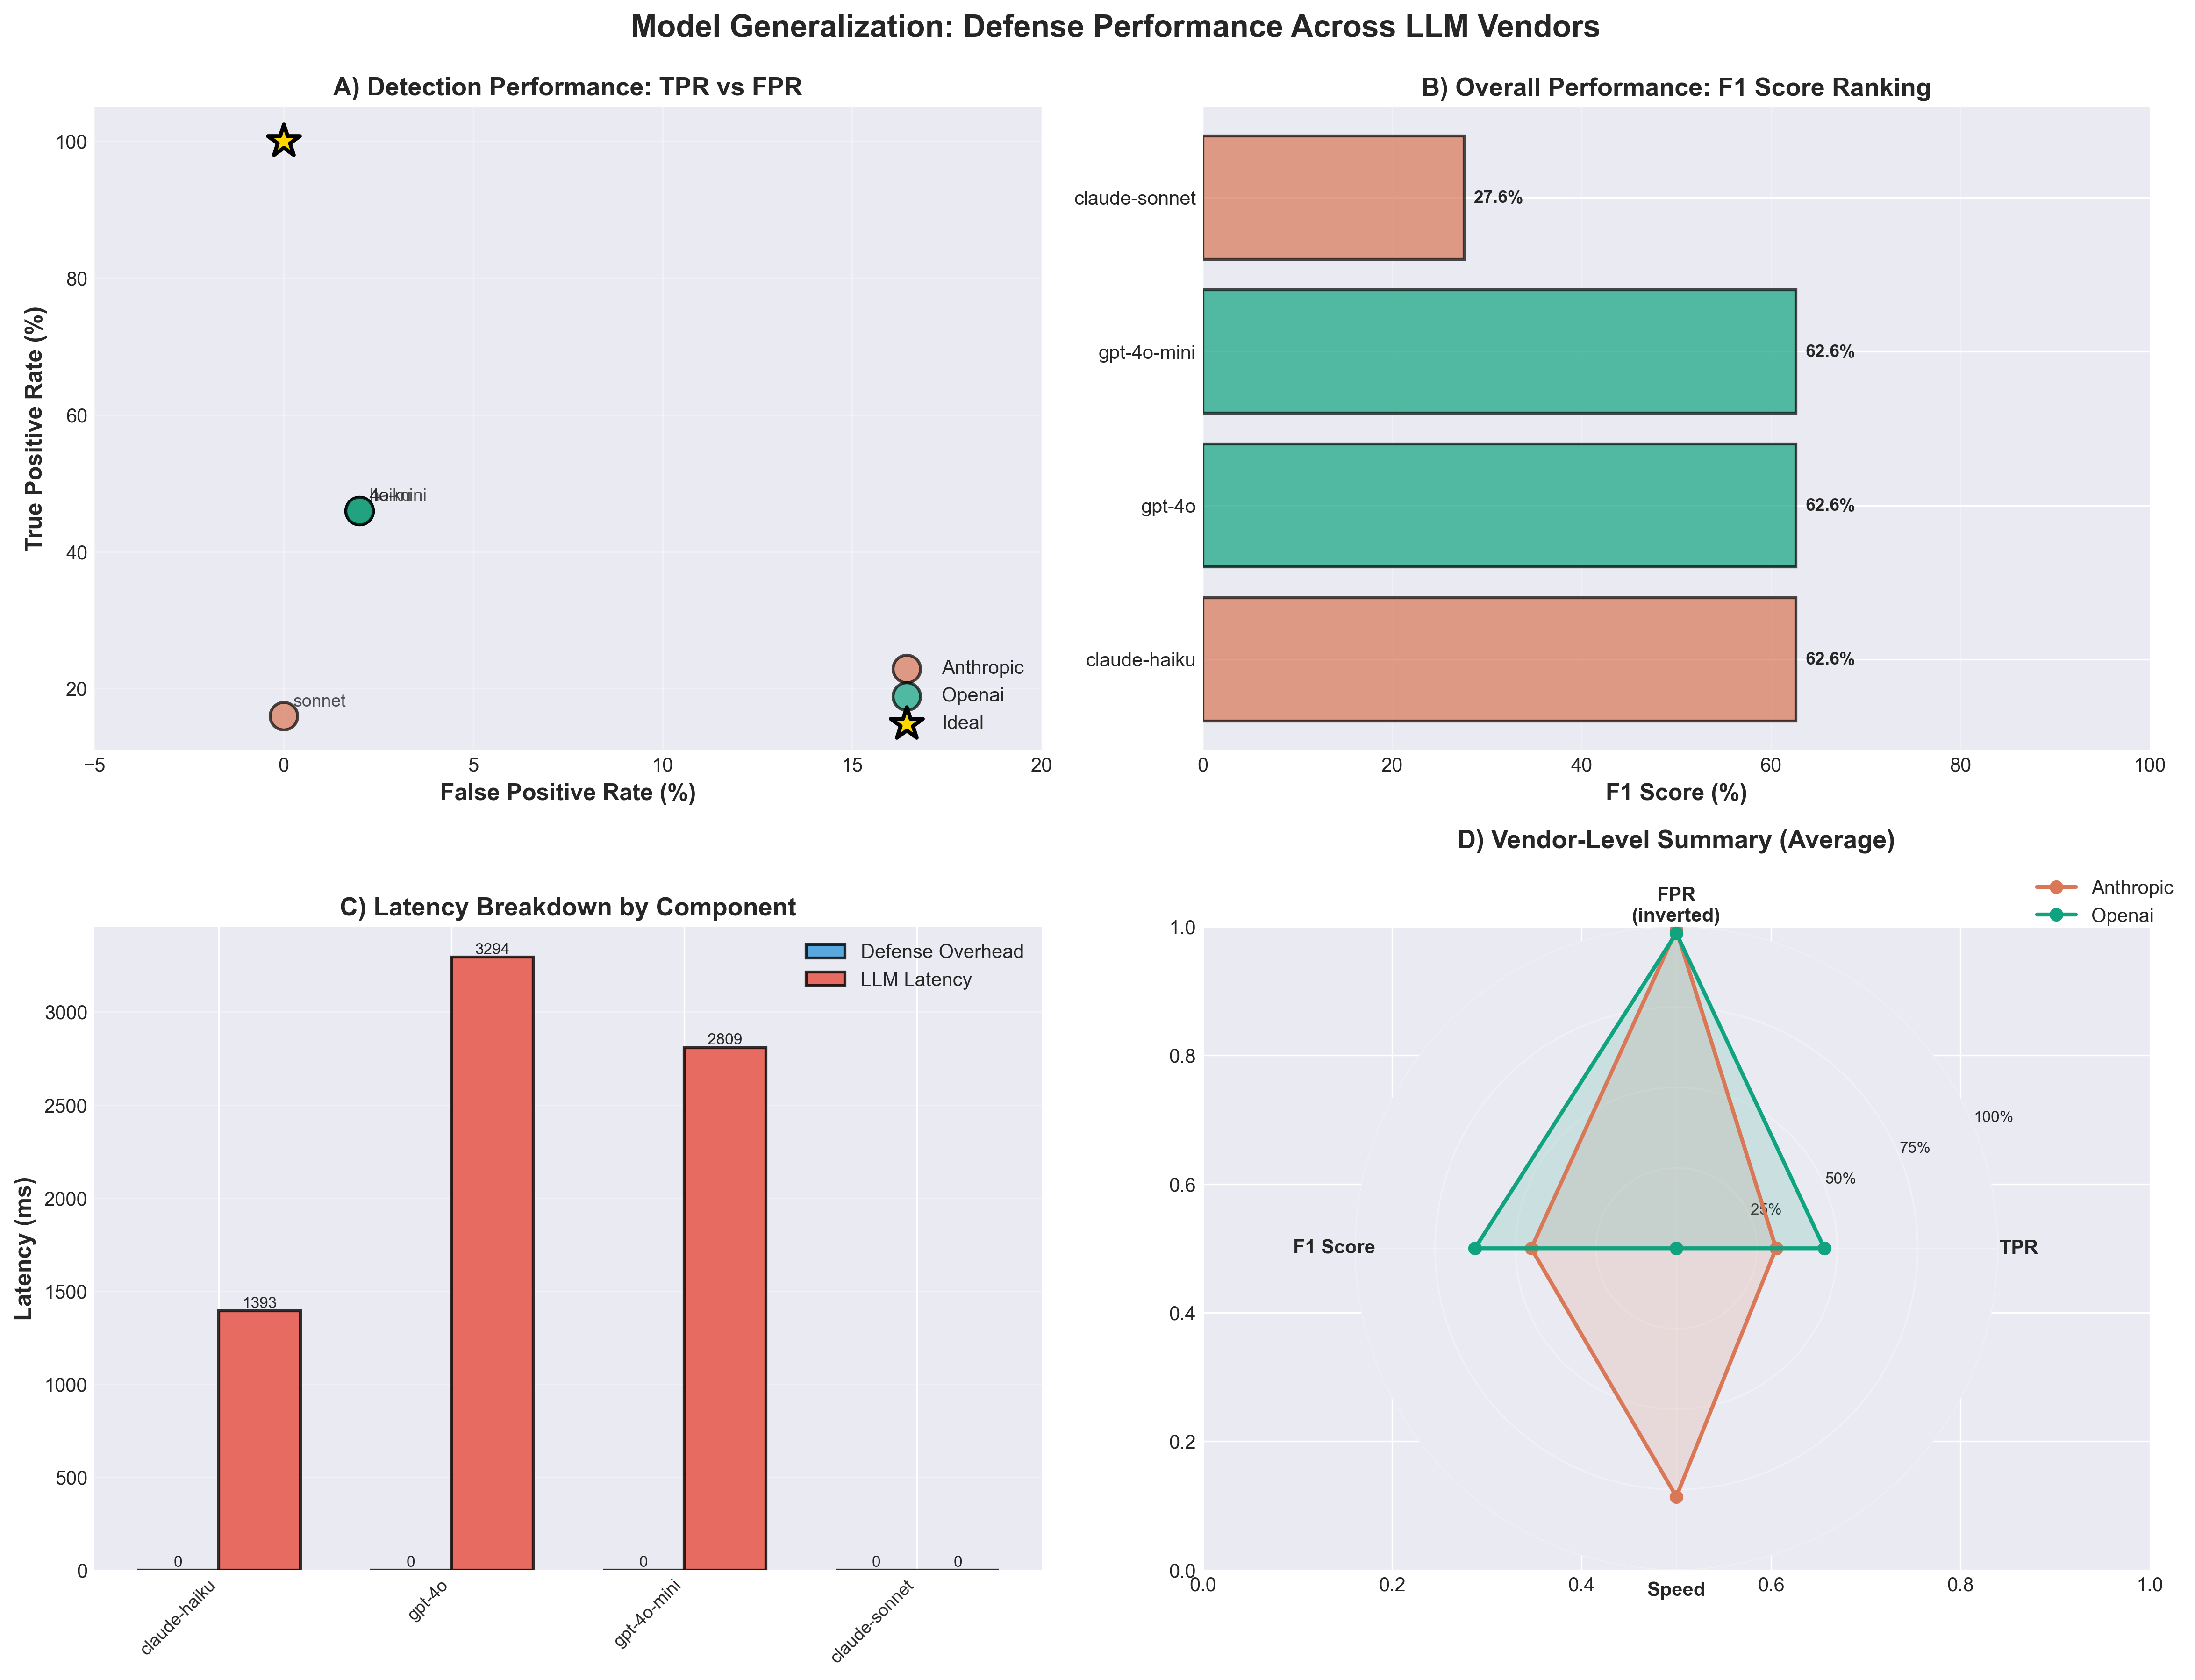 Model Generalization: Defense Performance Across LLM Vendors
A) Detection Performance: TPR vs FPR
True Positive Rate (%)
100
80
60
40
20
sonnet
Anthropic
Openai
Ideal
−5 0 5 10 15 20
False Positive Rate (%)
B) Overall Performance: F1 Score Ranking
claude-sonnet 27.6%
gpt-4o-mini 62.6%
gpt-4o 62.6%
claude-haiku 62.6%
0 20 40 60 80 100
F1 Score (%)
C) Latency Breakdown by Component
Defense Overhead
LLM Latency
Latency (ms)
3000
2500
2000
1500
1000
500
0
0 1393
0 3294
0 2809
0 0
claude-haiku
gpt-4o
gpt-4o-mini
claude-sonnet
D) Vendor-Level Summary (Average)
Anthropic
Openai
FPR
(inverted)
1.0
0.8
0.6
0.4
0.2
0.0
100%
75%
50%
25%
F1 Score
TPR
0.0 0.2 0.4 0.6 0.8 1.0
Speed